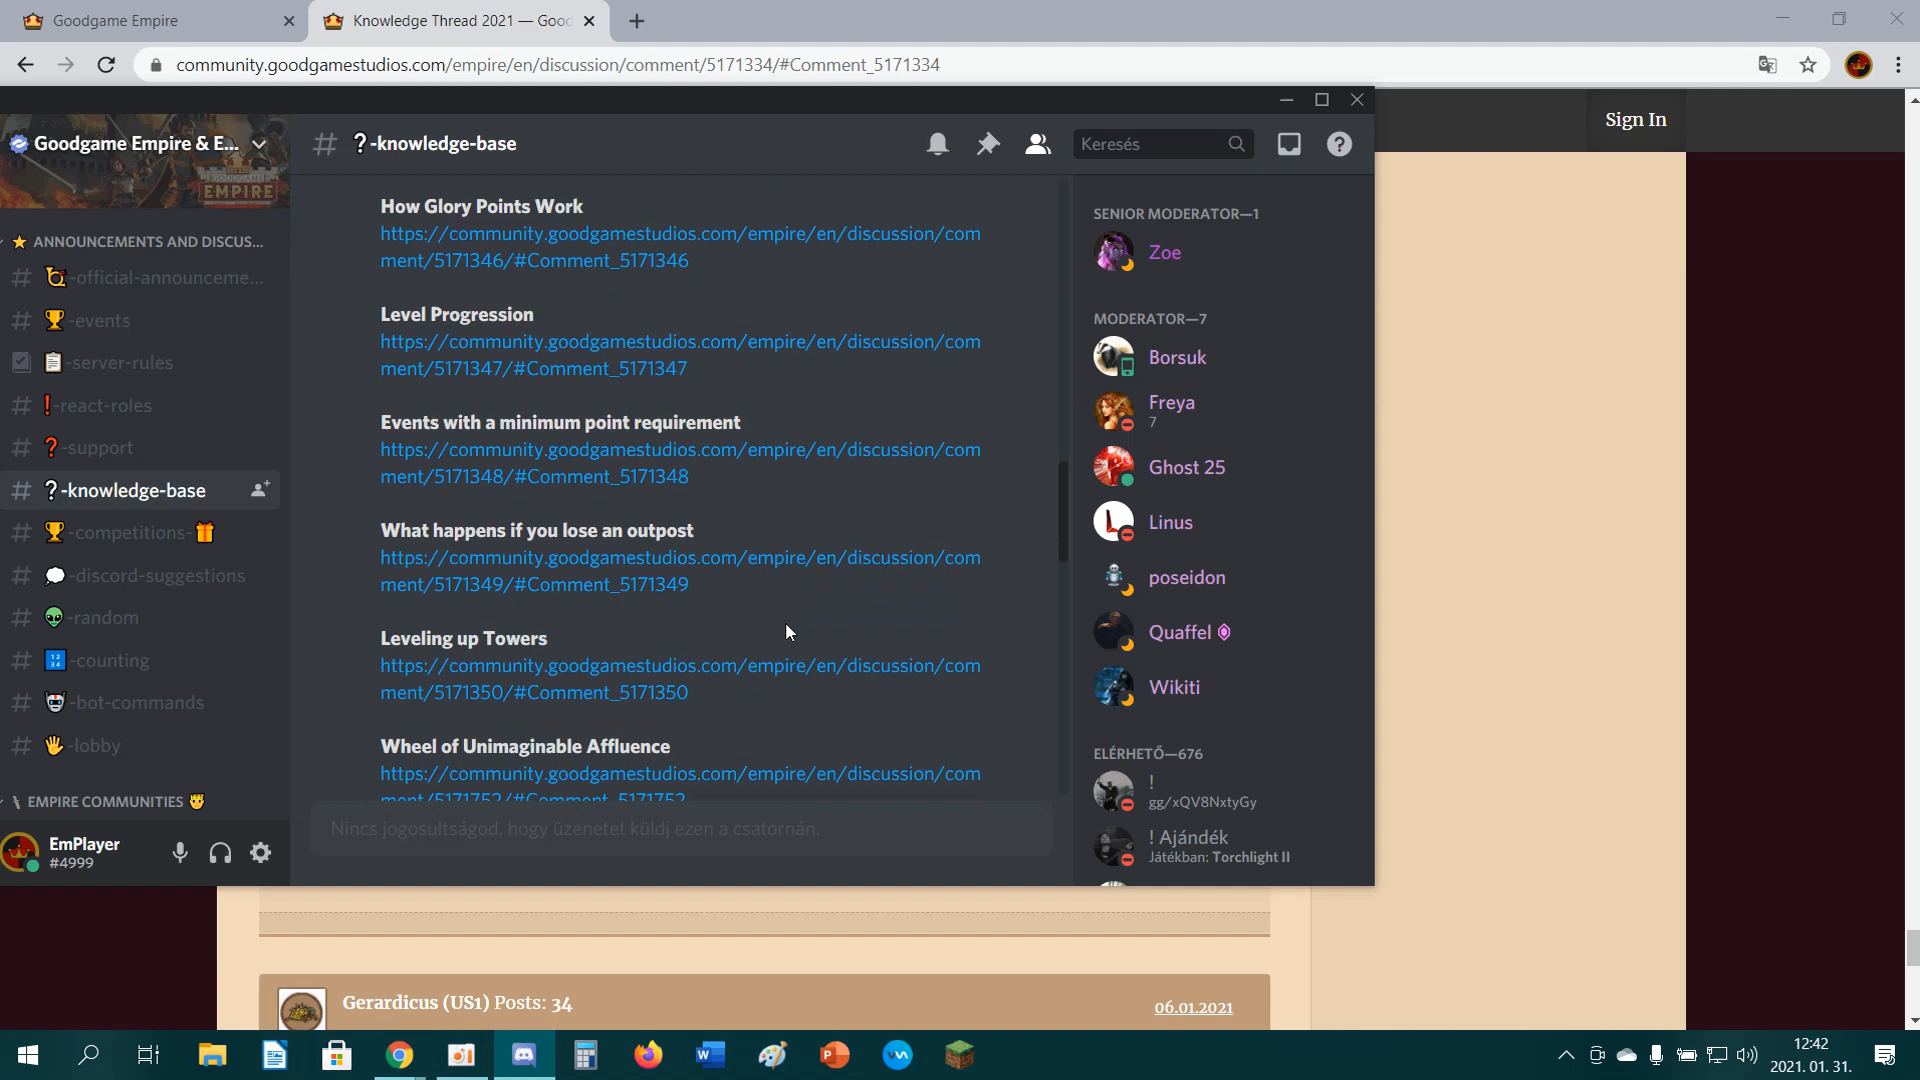 Goodgame Empire
Knowledge Thread 2021 — Good
community.goodgamestudios.com/empire/en/discussion/comment/5171334/#Comment_5171334
Sign In
Goodgame Empire & E...
EMPIRE
?-knowledge-base
Keresés
ANNOUNCEMENTS AND DISCUS...
-official-announceme...
-events
-server-rules
-react-roles
-support
?-knowledge-base
-competitions-
-discord-suggestions
-random
-counting
-bot-commands
-lobby
EMPIRE COMMUNITIES
EmPlayer
#4999
How Glory Points Work
https://community.goodgamestudios.com/empire/en/discussion/com
ment/5171346/#Comment_5171346
Level Progression
https://community.goodgamestudios.com/empire/en/discussion/com
ment/5171347/#Comment_5171347
Events with a minimum point requirement
https://community.goodgamestudios.com/empire/en/discussion/com
ment/5171348/#Comment_5171348
What happens if you lose an outpost
https://community.goodgamestudios.com/empire/en/discussion/com
ment/5171349/#Comment_5171349
Leveling up Towers
https://community.goodgamestudios.com/empire/en/discussion/com
ment/5171350/#Comment_5171350
Wheel of Unimaginable Affluence
https://community.goodgamestudios.com/empire/en/discussion/com
ment/5171752/#Comment_5171752
Nincs jogosultságod, hogy üzenetet küldj ezen a csatornán.
SENIOR MODERATOR—1
Zoe
MODERATOR—7
Borsuk
Freya
7
Ghost 25
Linus
poseidon
Quaffel
Wikiti
ELÉRHETŐ—676
!
gg/xQV8NxtyGy
! Ajándék
Játékban: Torchlight II
Gerardicus (US1) Posts: 34
06.01.2021
12:42
2021. 01. 31.